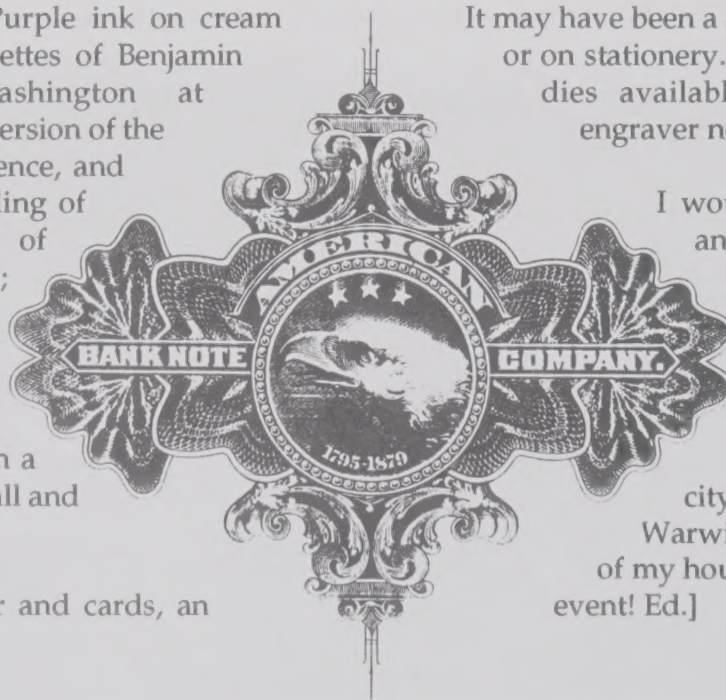 Purple ink on cream
ettes of Benjamin
ashington at
ersion of the
ence, and
ling of
of
;
n a
all and
r and cards, an
AMERICAN
BANK NOTE COMPANY.
1795-1879
It may have been a
or on stationery.
dies availabl
engraver n
I wou
an
city
Warwi
of my hou
event! Ed.]